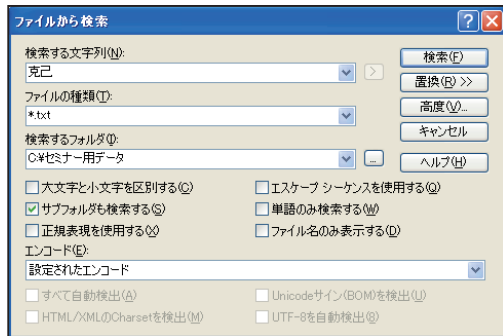 ファイルから検索
検索する文字列(N):
克己
検索(F)
置換(R) >>
ファイルの種類(T):
*.txt
高度(V)...
キャンセル
検索するフォルダ(I):
C:¥セミナー用データ
...
ヘルプ(H)
大文字と小文字を区別する(C)
エスケープ シーケンスを使用する(Q)
サブフォルダも検索する(S)
単語のみ検索する(W)
正規表現を使用する(X)
ファイル名のみ表示する(D)
エンコード(E):
設定されたエンコード
すべて自動検出(A)
Unicodeサイン(BOM)を検出(U)
HTML/XMLのCharsetを検出(M)
UTF-8を自動検出(8)